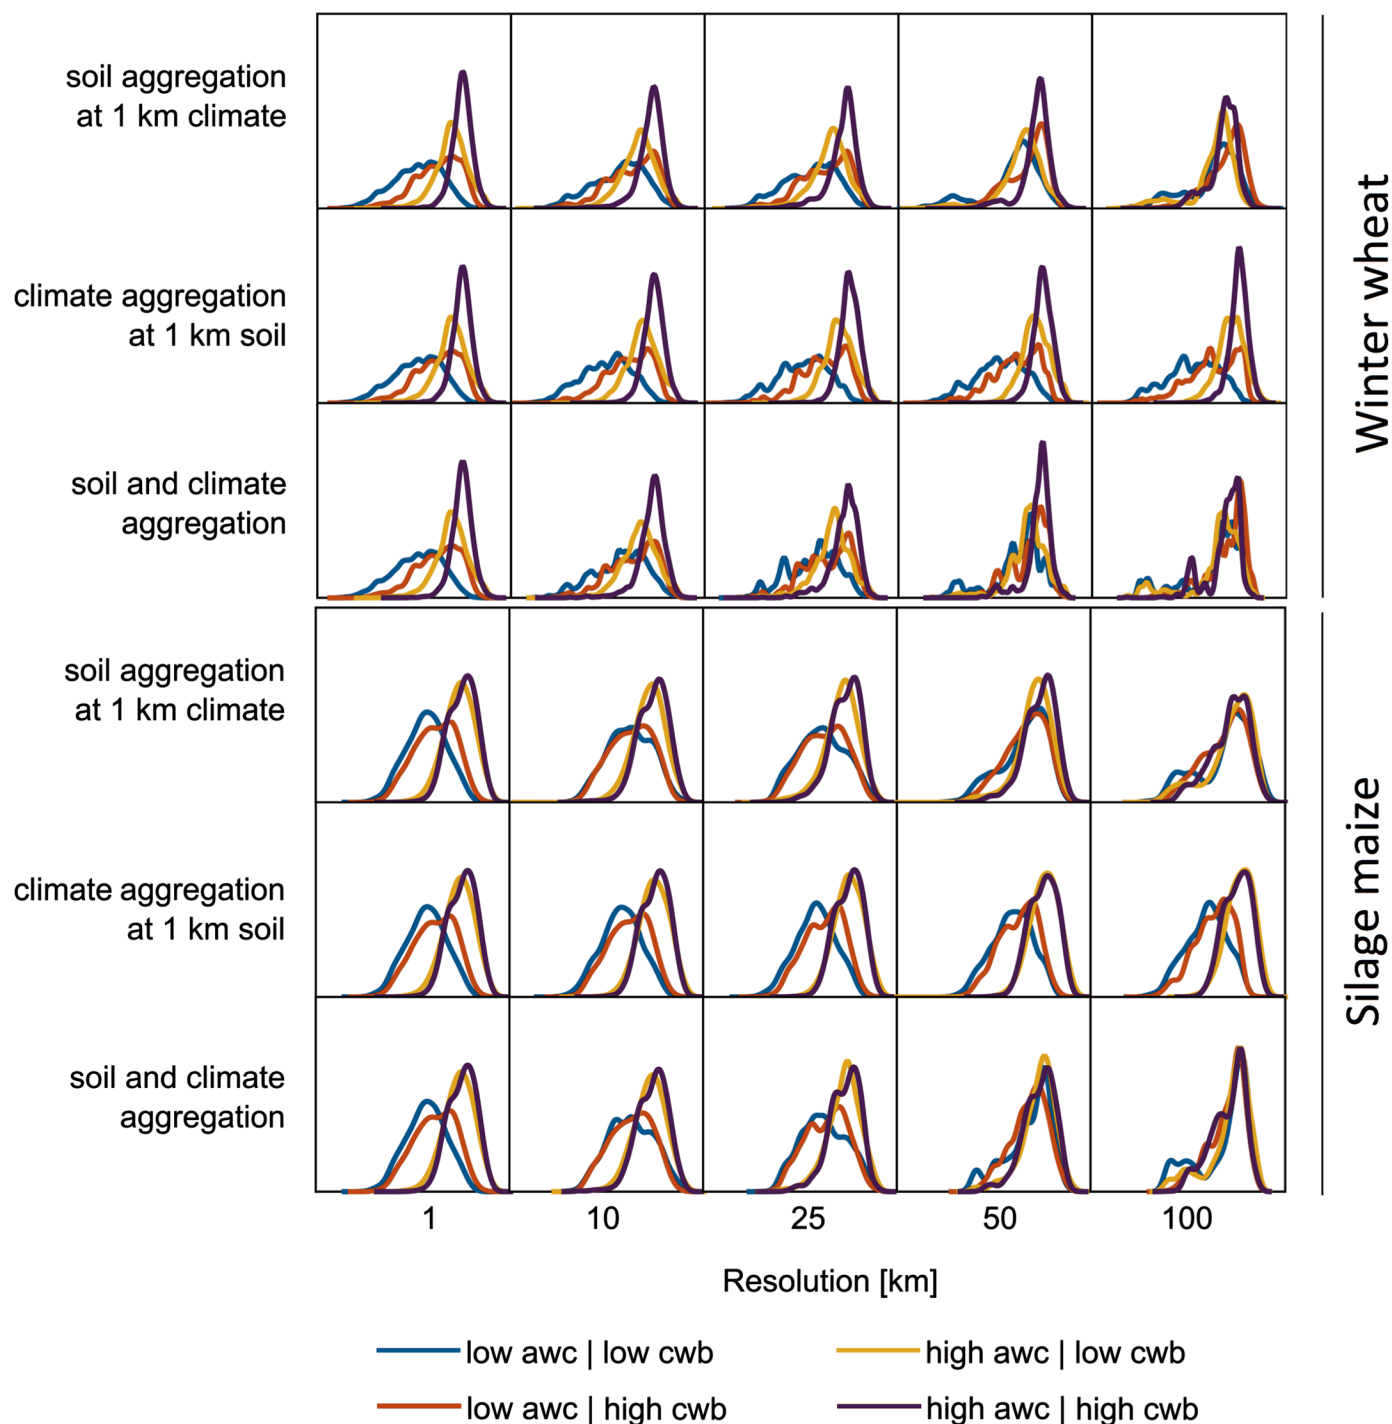 soil aggregation
at 1 km climate
climate aggregation
at 1 km soil
soil and climate
aggregation
Winter wheat
soil aggregation
at 1 km climate
climate aggregation
at 1 km soil
soil and climate
aggregation
Silage maize
1 10 25 50 100
Resolution [km]
low awc | low cwb
high awc | low cwb
low awc | high cwb
high awc | high cwb